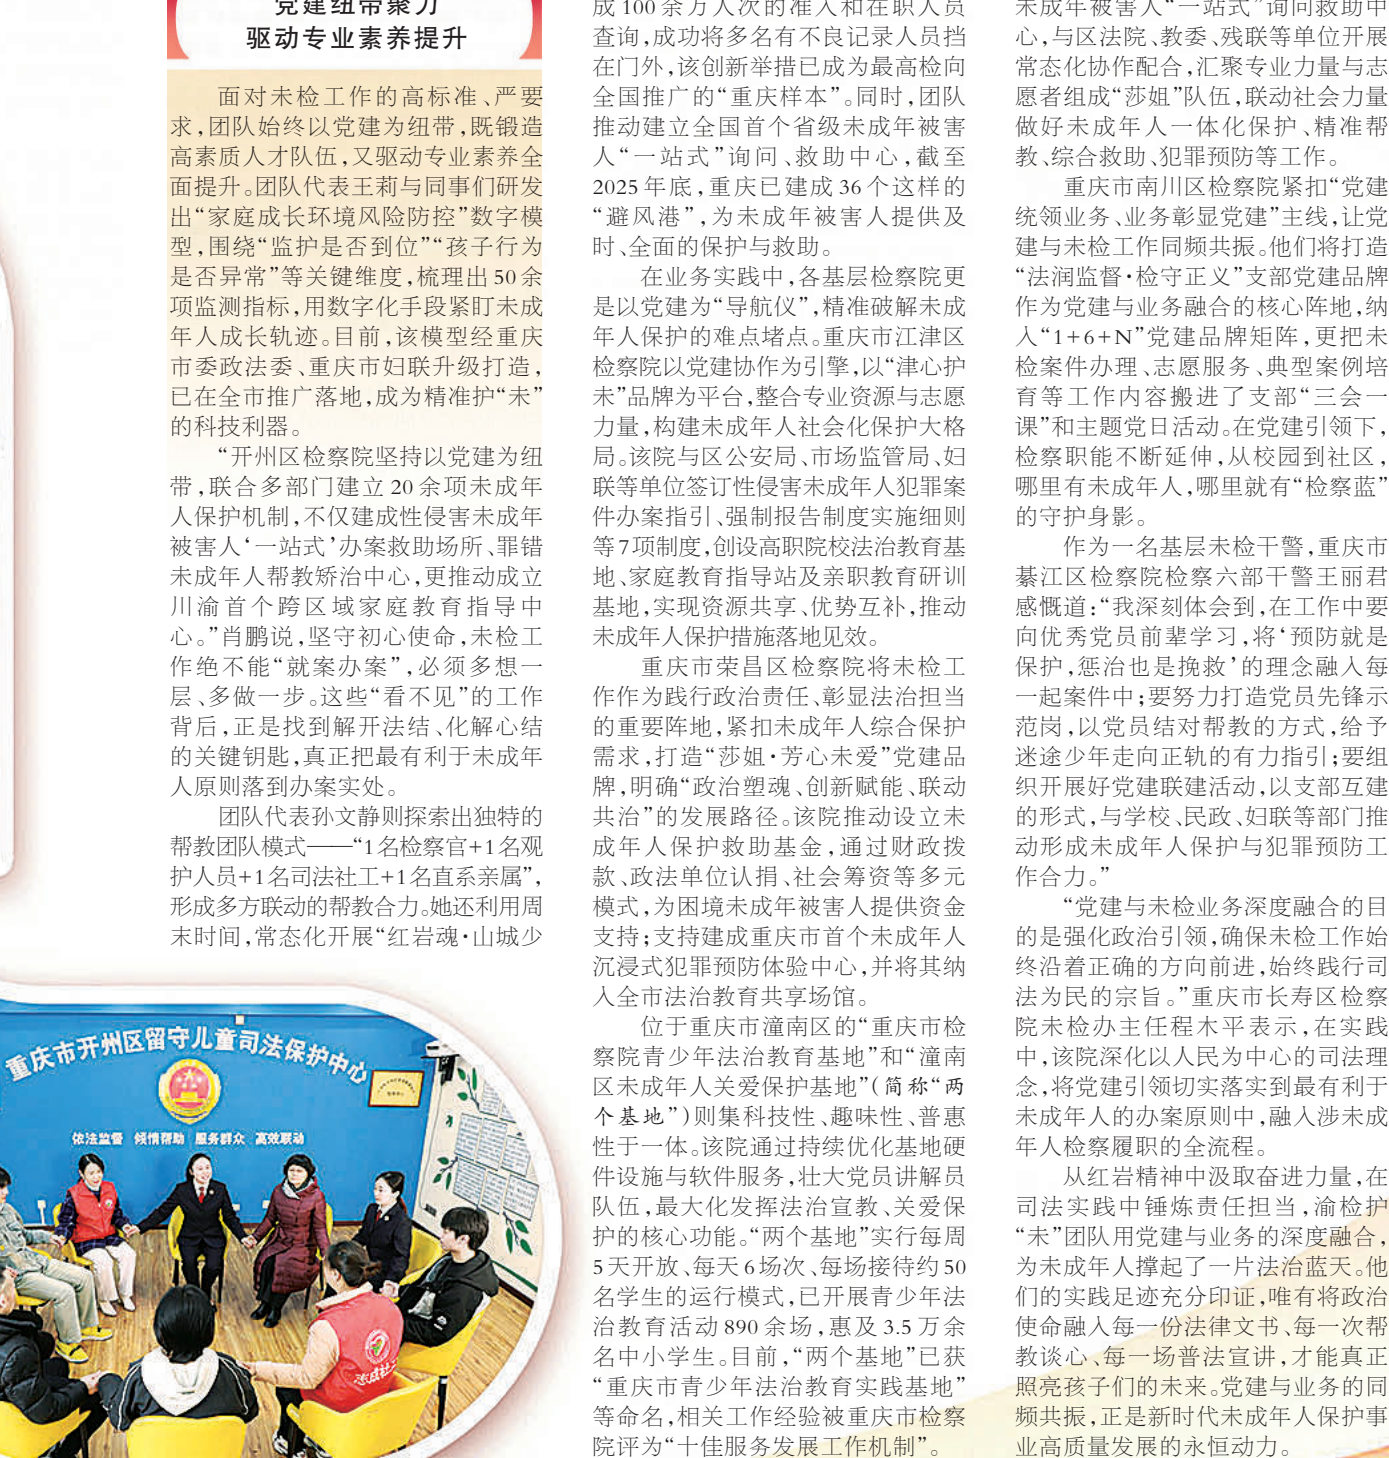 党建纽带聚力
驱动专业素养提升
面对未检工作的高标准、严要
求,团队始终以党建为纽带,既锻造
高素质人才队伍,又驱动专业素养全
面提升。团队代表王莉与同事们研发
出“家庭成长环境风险防控”数字模
型,围绕“监护是否到位”“孩子行为
是否异常”等关键维度,梳理出50余
项监测指标,用数字化手段紧盯未成
年人成长轨迹。目前,该模型经重庆
市委政法委、重庆市妇联升级打造,
已在全市推广落地,成为精准护“未”
的科技利器。
“开州区检察院坚持以党建为纽
带,联合多部门建立20余项未成年
人保护机制,不仅建成性侵害未成年
被害人‘一站式’办案救助场所、罪错
未成年人帮教矫治中心,更推动成立
川渝首个跨区域家庭教育指导中
心。”肖鹏说,坚守初心使命,未检工
作绝不能“就案办案”,必须多想一
层、多做一步。这些“看不见”的工作
背后,正是找到解开法结、化解心结
的关键钥匙,真正把最有利于未成年
人原则落到办案实处。
团队代表孙文静则探索出独特的
帮教团队模式——“1名检察官+1名观
护人员+1名司法社工+1名直系亲属”,
形成多方联动的帮教合力。她还利用周
末时间,常态化开展“红岩魂·山城少
重庆市开州区留守儿童司法保护中心
依法监督 倾情帮助 服务群众 高效联动
成100余万人次的准入和在职人员
查询,成功将多名有不良记录人员挡
在门外,该创新举措已成为最高检向
全国推广的“重庆样本”。同时,团队
推动建立全国首个省级未成年被害
人“一站式”询问、救助中心,截至
2025年底,重庆已建成36个这样的
“避风港”,为未成年被害人提供及
时、全面的保护与救助。
在业务实践中,各基层检察院更
是以党建为“导航仪”,精准破解未成
年人保护的难点堵点。重庆市江津区
检察院以党建协作为引擎,以“津心护
未”品牌为平台,整合专业资源与志愿
力量,构建未成年人社会化保护大格
局。该院与区公安局、市场监管局、妇
联等单位签订性侵害未成年人犯罪案
件办案指引、强制报告制度实施细则
等7项制度,创设高职院校法治教育基
地、家庭教育指导站及亲职教育研训
基地,实现资源共享、优势互补,推动
未成年人保护措施落地见效。
重庆市荣昌区检察院将未检工
作作为践行政治责任、彰显法治担当
的重要阵地,紧扣未成年人综合保护
需求,打造“莎姐·芳心未爱”党建品
牌,明确“政治塑魂、创新赋能、联动
共治”的发展路径。该院推动设立未
成年人保护救助基金,通过财政拨
款、政法单位认捐、社会筹资等多元
模式,为困境未成年被害人提供资金
支持;支持建成重庆市首个未成年人
沉浸式犯罪预防体验中心,并将其纳
入全市法治教育共享场馆。
位于重庆市潼南区的“重庆市检
察院青少年法治教育基地”和“潼南
区未成年人关爱保护基地”(简称“两
个基地”)则集科技性、趣味性、普惠
性于一体。该院通过持续优化基地硬
件设施与软件服务,壮大党员讲解员
队伍,最大化发挥法治宣教、关爱保
护的核心功能。“两个基地”实行每周
5天开放、每天6场次、每场接待约50
名学生的运行模式,已开展青少年法
治教育活动890余场,惠及3.5万余
名中小学生。目前,“两个基地”已获
“重庆市青少年法治教育实践基地”
等命名,相关工作经验被重庆市检察
院评为“十佳服务发展工作机制”。
未成年被害人“一站式”询问救助中
心,与区法院、教委、残联等单位开展
常态化协作配合,汇聚专业力量与志
愿者组成“莎姐”队伍,联动社会力量
做好未成年人一体化保护、精准帮
教、综合救助、犯罪预防等工作。
重庆市南川区检察院紧扣“党建
统领业务、业务彰显党建”主线,让党
建与未检工作同频共振。他们将打造
“法润监督·检守正义”支部党建品牌
作为党建与业务融合的核心阵地,纳
入“1+6+N”党建品牌矩阵,更把未
检案件办理、志愿服务、典型案例培
育等工作内容搬进了支部“三会一
课”和主题党日活动。在党建引领下,
检察职能不断延伸,从校园到社区,
哪里有未成年人,哪里就有“检察蓝”
的守护身影。
作为一名基层未检干警,重庆市
綦江区检察院检察六部干警王丽君
感慨道:“我深刻体会到,在工作中要
向优秀党员前辈学习,将‘预防就是
保护,惩治也是挽救’的理念融入每
一起案件中;要努力打造党员先锋示
范岗,以党员结对帮教的方式,给予
迷途少年走向正轨的有力指引;要组
织开展好党建联建活动,以支部互建
的形式,与学校、民政、妇联等部门推
动形成未成年人保护与犯罪预防工
作合力。”
“党建与未检业务深度融合的目
的是强化政治引领,确保未检工作始
终沿着正确的方向前进,始终践行司
法为民的宗旨。”重庆市长寿区检察
院未检办主任程木平表示,在实践
中,该院深化以人民为中心的司法理
念,将党建引领切实落实到最有利于
未成年人的办案原则中,融入涉未成
年人检察履职的全流程。
从红岩精神中汲取奋进力量,在
司法实践中锤炼责任担当,渝检护
“未”团队用党建与业务的深度融合,
为未成年人撑起了一片法治蓝天。他
们的实践足迹充分印证,唯有将政治
使命融入每一份法律文书、每一次帮
教谈心、每一场普法宣讲,才能真正
照亮孩子们的未来。党建与业务的同
频共振,正是新时代未成年人保护事
业高质量发展的永恒动力。